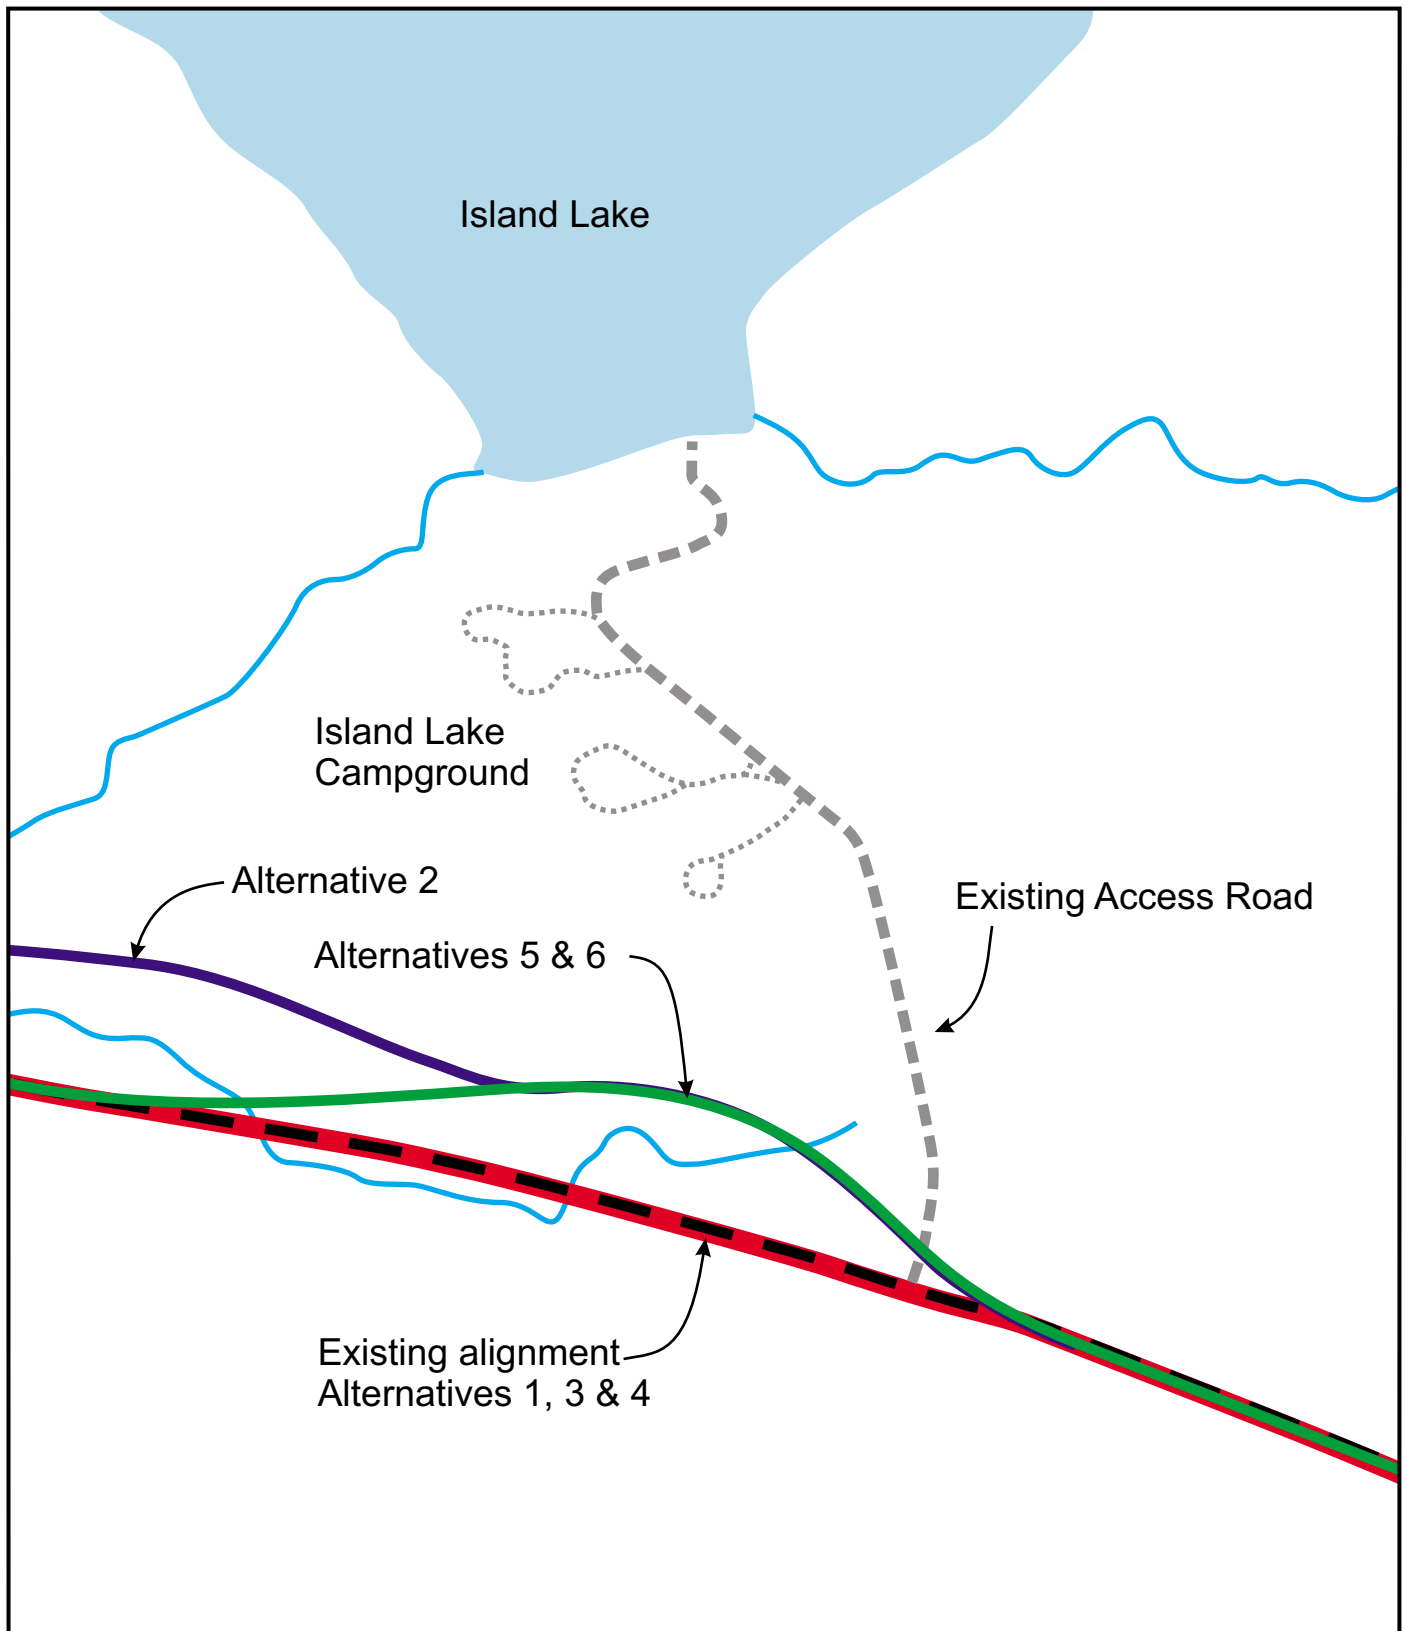 Island Lake
Island Lake
Campground
Alternative 2
Existing Access Road
Alternatives 5 & 6
Existing alignment
Alternatives 1, 3 & 4